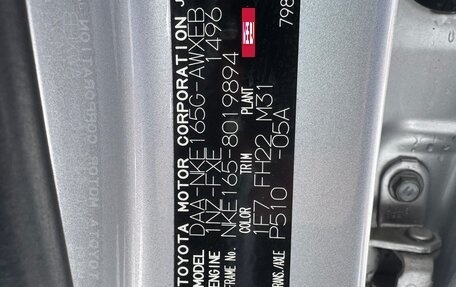 TOYOTA MOTOR CORPORATION J
MODEL DAA-NKE165G-AWXEB
ENGINE 1NZ-FXE 1496
FRAME No. NKE165-8019894
COLOR TRIM PLANT
1F7 FH22 M31
TRANS./AXLE P510 -05A
798